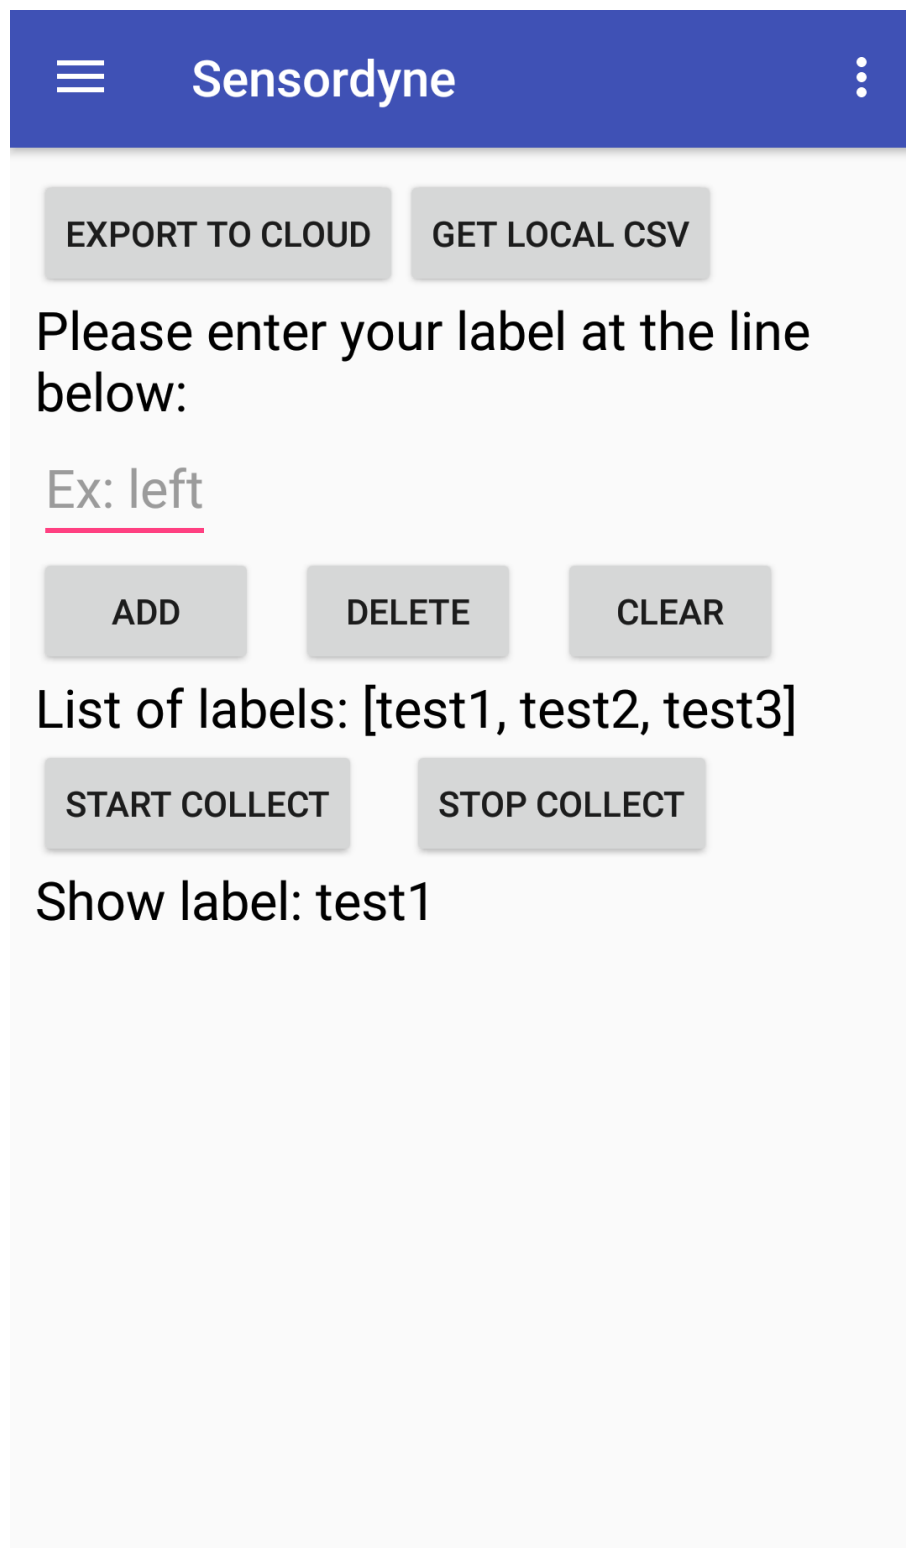 Sensordyne
EXPORT TO CLOUD GET LOCAL CSV
Please enter your label at the line
below:
Ex: left
ADD DELETE CLEAR
List of labels: [test1, test2, test3]
START COLLECT STOP COLLECT
Show label: test1